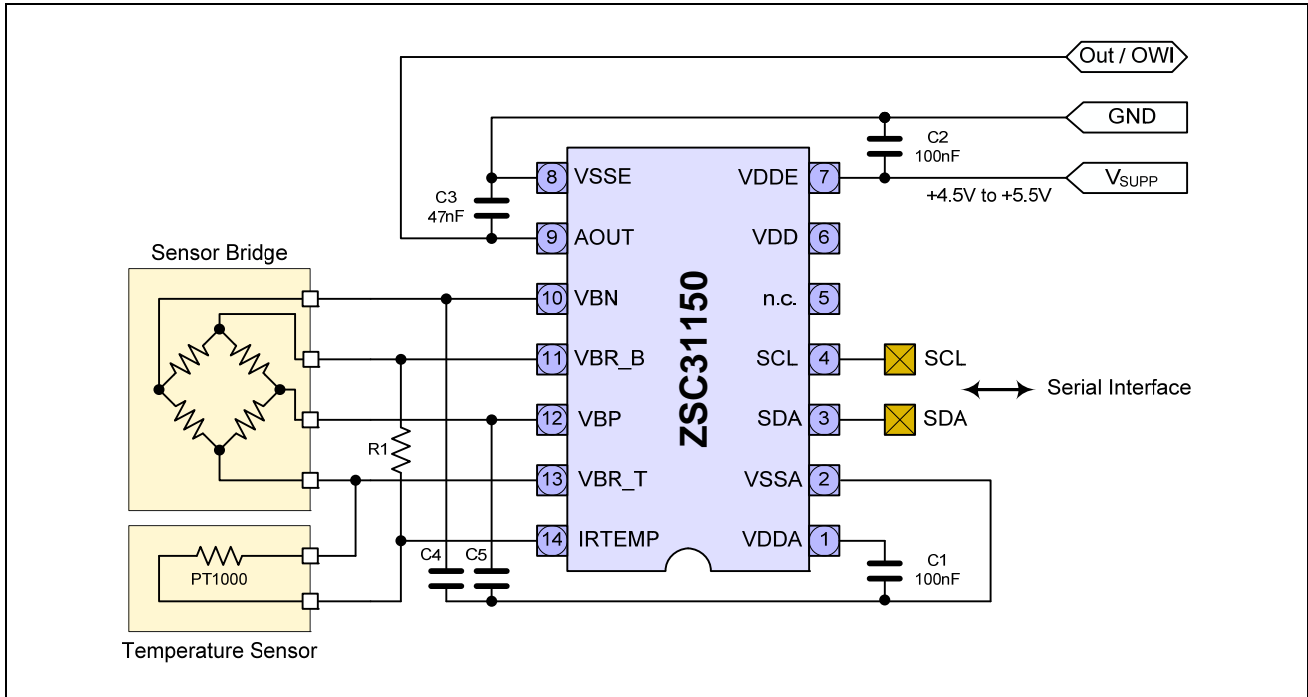 Out / OWI
GND
C2
100nF
VSUPP
+4.5V to +5.5V
8 VSSE
VDDE 7
C3
47nF
9 AOUT
VDD 6
Sensor Bridge
10 VBN
n.c. 5
ZSC31150
11 VBR_B
SCL 4
SCL
Serial Interface
12 VBP
SDA 3
SDA
R1
13 VBR_T
VSSA 2
14 IRTEMP
VDDA 1
C4
C5
C1
100nF
PT1000
Temperature Sensor